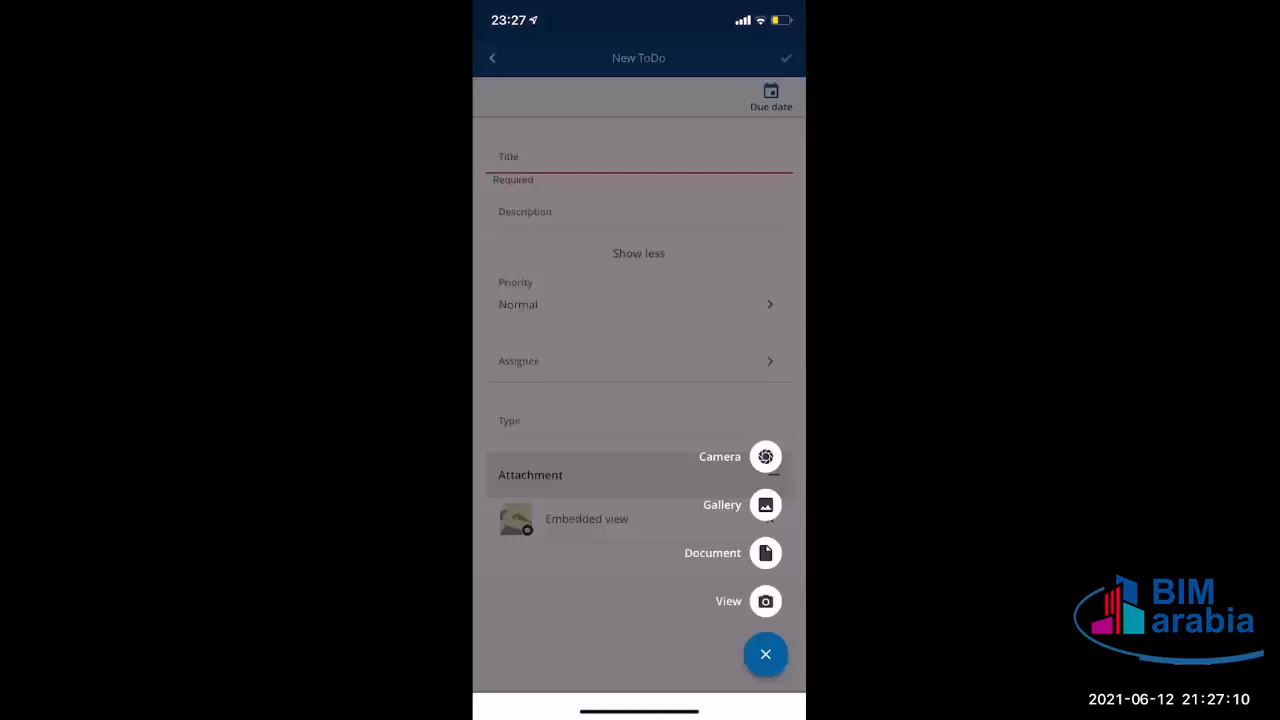 23:27
New ToDo
Due date
Title
Required
Description
Show less
Priority
Normal
Assignee
Type
Camera
Attachment
Gallery
Embedded view
Document
View
BIM
arabia
2021-06-12 21:27:10